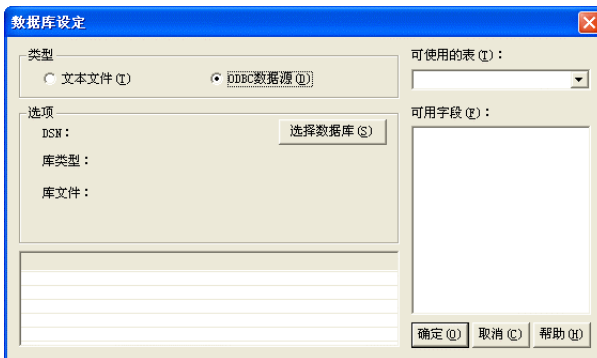 数据库设定
类型
文本文件(T)
ODBC数据源(D)
选项
DSN：
选择数据库(S)
库类型：
库文件：
可使用的表(T)：
可用字段(F)：
确定(O)
取消(C)
帮助(H)